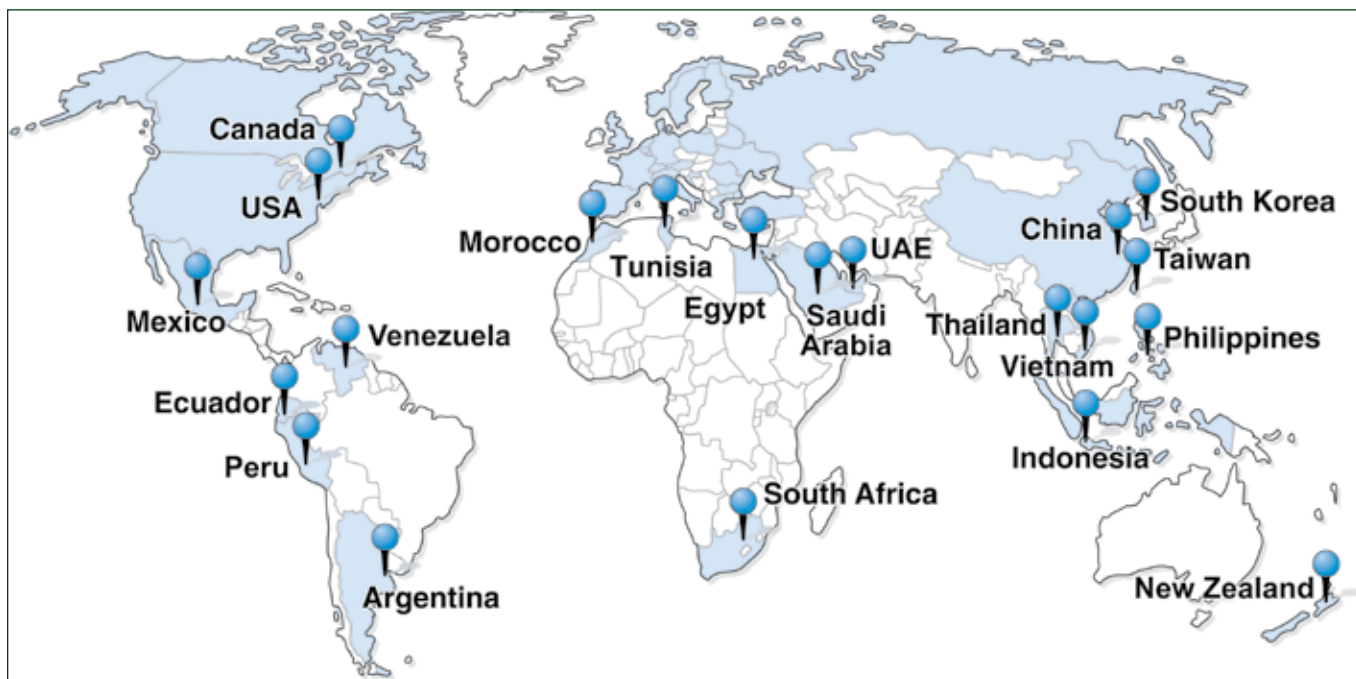 Canada
USA
South Korea
China
Morocco
UAE
Taiwan
Tunisia
Egypt
Saudi
Arabia
Mexico
Venezuela
Thailand
Philippines
Vietnam
Ecuador
Peru
Indonesia
South Africa
Argentina
New Zealand